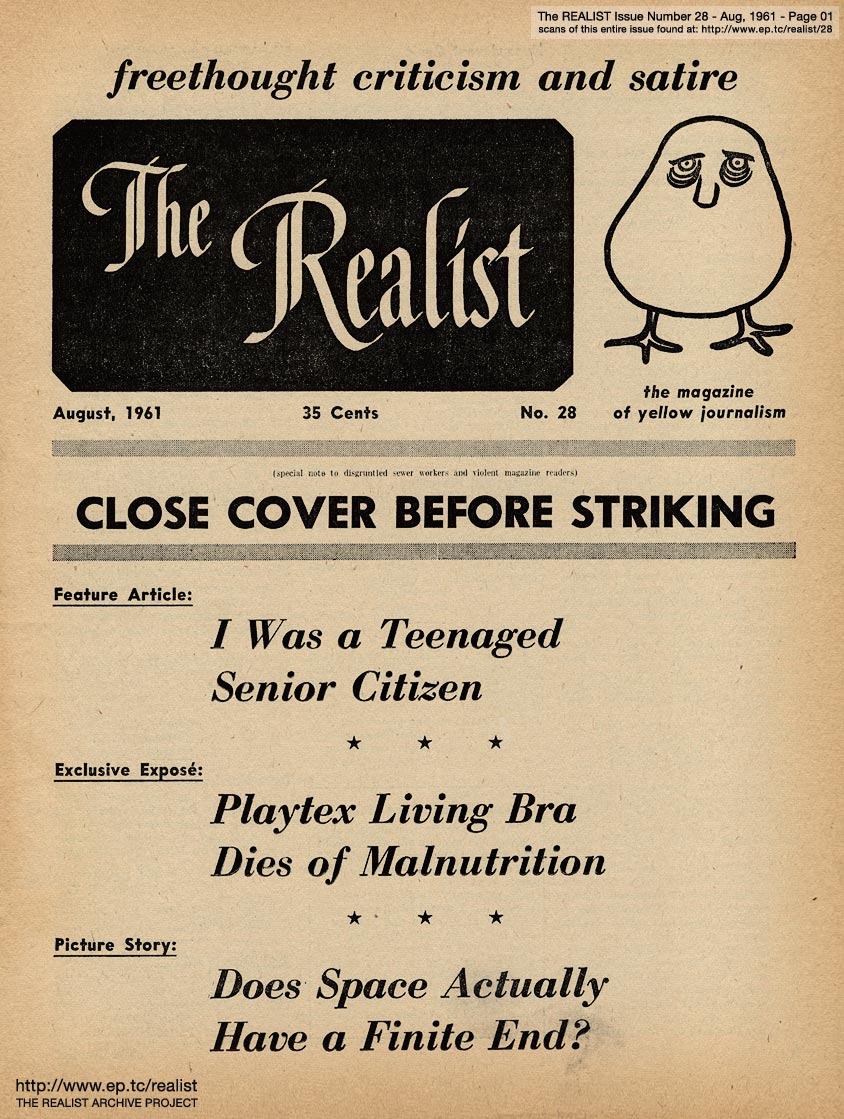 The REALIST Issue Number 28 - Aug, 1961 - Page 01
scans of this entire issue found at: http://www.ep.tc/realist/28
freethought criticism and satire
The Realist
August, 1961
35 Cents
No. 28
the magazine
of yellow journalism
(special note to disgruntled sewer workers and violent magazine readers)
CLOSE COVER BEFORE STRIKING
Feature Article:
I Was a Teenaged
Senior Citizen
★ ★ ★
Exclusive Exposé:
Playtex Living Bra
Dies of Malnutrition
★ ★ ★
Picture Story:
Does Space Actually
Have a Finite End?
http://www.ep.tc/realist
THE REALIST ARCHIVE PROJECT